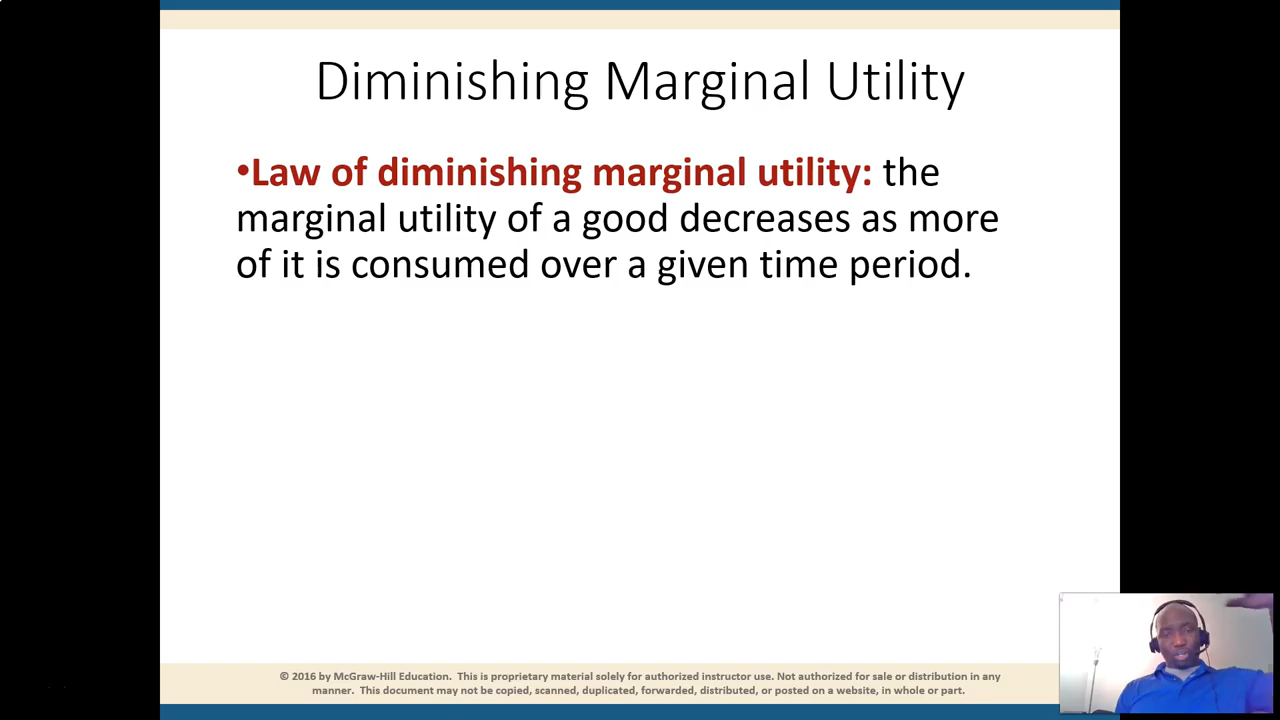 Diminishing Marginal Utility
•Law of diminishing marginal utility: the
marginal utility of a good decreases as more
of it is consumed over a given time period.
© 2016 by McGraw-Hill Education. This is proprietary material solely for authorized instructor use. Not authorized for sale or distribution in any
manner. This document may not be copied, scanned, duplicated, forwarded, distributed, or posted on a website, in whole or part.